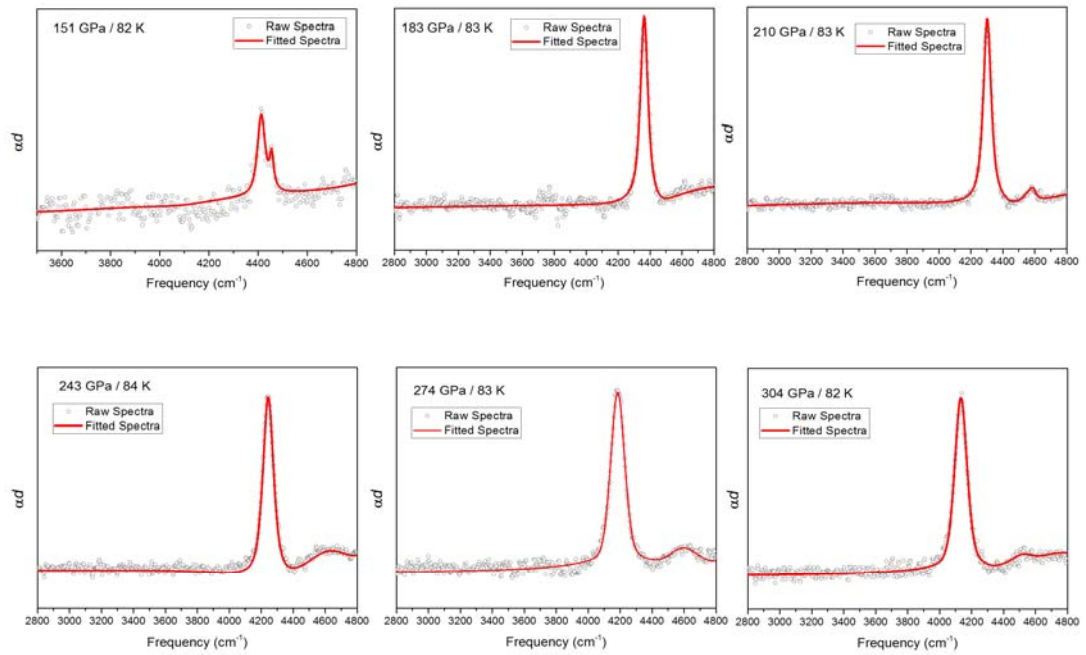 151 GPa / 82 K
Raw Spectra
Fitted Spectra
αd
3600 3800 4000 4200 4400 4600 4800
Frequency (cm-1)
183 GPa / 83 K
Raw Spectra
Fitted Spectra
αd
2800 3000 3200 3400 3600 3800 4000 4200 4400 4600 4800
Frequency (cm-1)
210 GPa / 83 K
Raw Spectra
Fitted Spectra
αd
2800 3000 3200 3400 3600 3800 4000 4200 4400 4600 4800
Frequency (cm-1)
243 GPa / 84 K
Raw Spectra
Fitted Spectra
αd
2800 3000 3200 3400 3600 3800 4000 4200 4400 4600 4800
Frequency (cm-1)
274 GPa / 83 K
Raw Spectra
Fitted Spectra
αd
2800 3000 3200 3400 3600 3800 4000 4200 4400 4600 4800
Frequency (cm-1)
304 GPa / 82 K
Raw Spectra
Fitted Spectra
αd
2800 3000 3200 3400 3600 3800 4000 4200 4400 4600 4800
Frequency (cm-1)